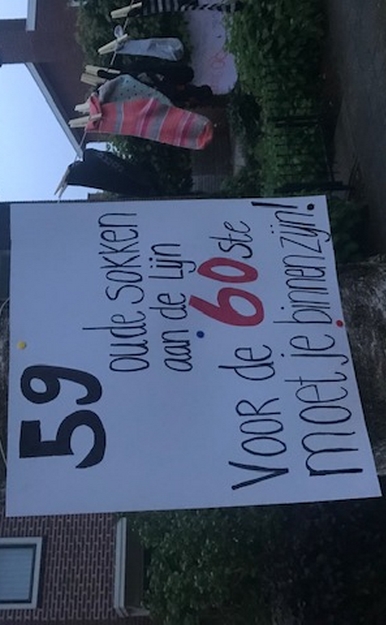 59
oude sokken
aan de lijn
Voor de 60ste
moet je binnen zijn!